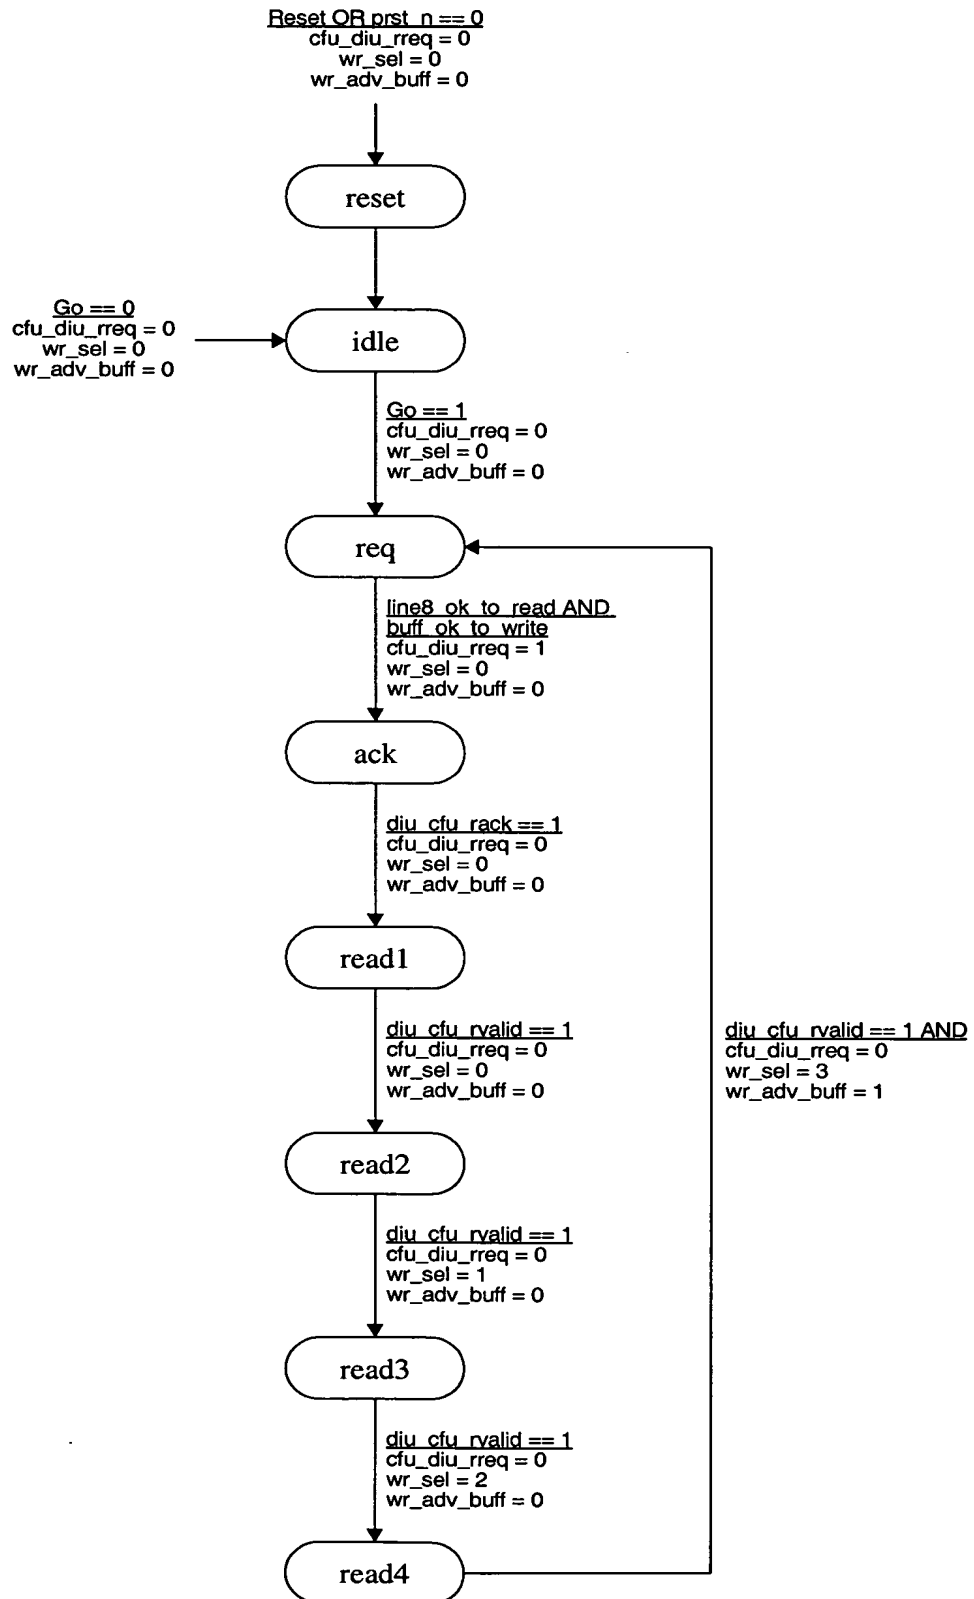 Reset OR prst_n == 0
cfu_diu_rreq = 0
wr_sel = 0
wr_adv_buff = 0
reset
Go == 0
cfu_diu_rreq = 0
wr_sel = 0
wr_adv_buff = 0
idle
Go == 1
cfu_diu_rreq = 0
wr_sel = 0
wr_adv_buff = 0
req
line8_ok_to_read AND
buff_ok_to_write
cfu_diu_rreq = 1
wr_sel = 0
wr_adv_buff = 0
ack
diu_cfu_rack == 1
cfu_diu_rreq = 0
wr_sel = 0
wr_adv_buff = 0
read1
diu_cfu_rvalid == 1
cfu_diu_rreq = 0
wr_sel = 0
wr_adv_buff = 0
diu_cfu_rvalid == 1 AND
cfu_diu_rreq = 0
wr_sel = 3
wr_adv_buff = 1
read2
diu_cfu_rvalid == 1
cfu_diu_rreq = 0
wr_sel = 1
wr_adv_buff = 0
read3
diu_cfu_rvalid == 1
cfu_diu_rreq = 0
wr_sel = 2
wr_adv_buff = 0
read4